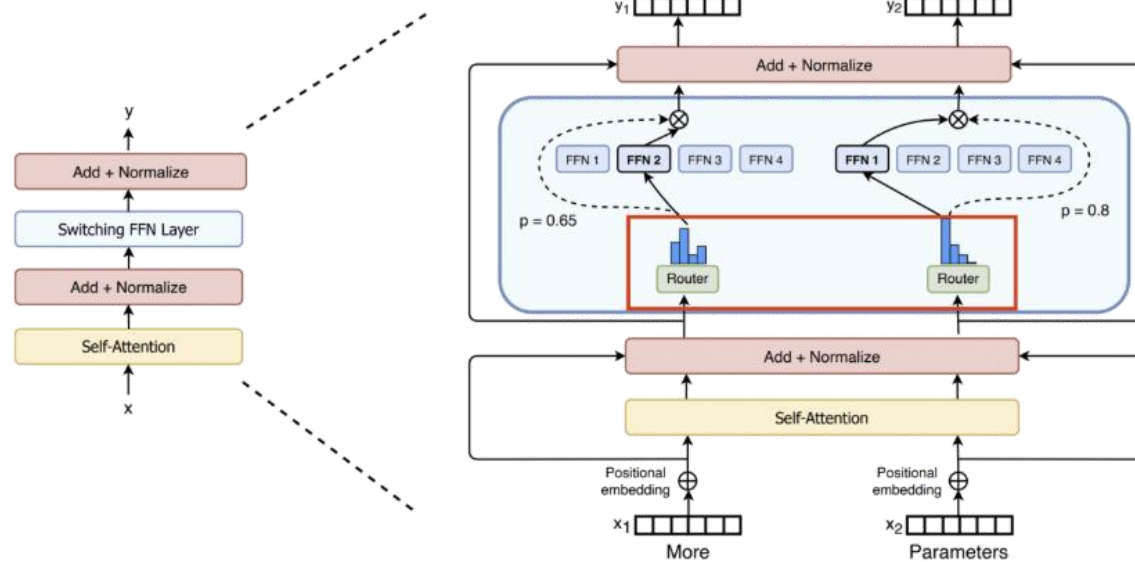 y
Add + Normalize
Switching FFN Layer
Add + Normalize
Self-Attention
x
y1 y2
Add + Normalize
FFN 1 FFN 2 FFN 3 FFN 4 FFN 1 FFN 2 FFN 3 FFN 4
p = 0.65 p = 0.8
Router Router
Add + Normalize
Self-Attention
Positional Positional
embedding embedding
x1 x2
More Parameters